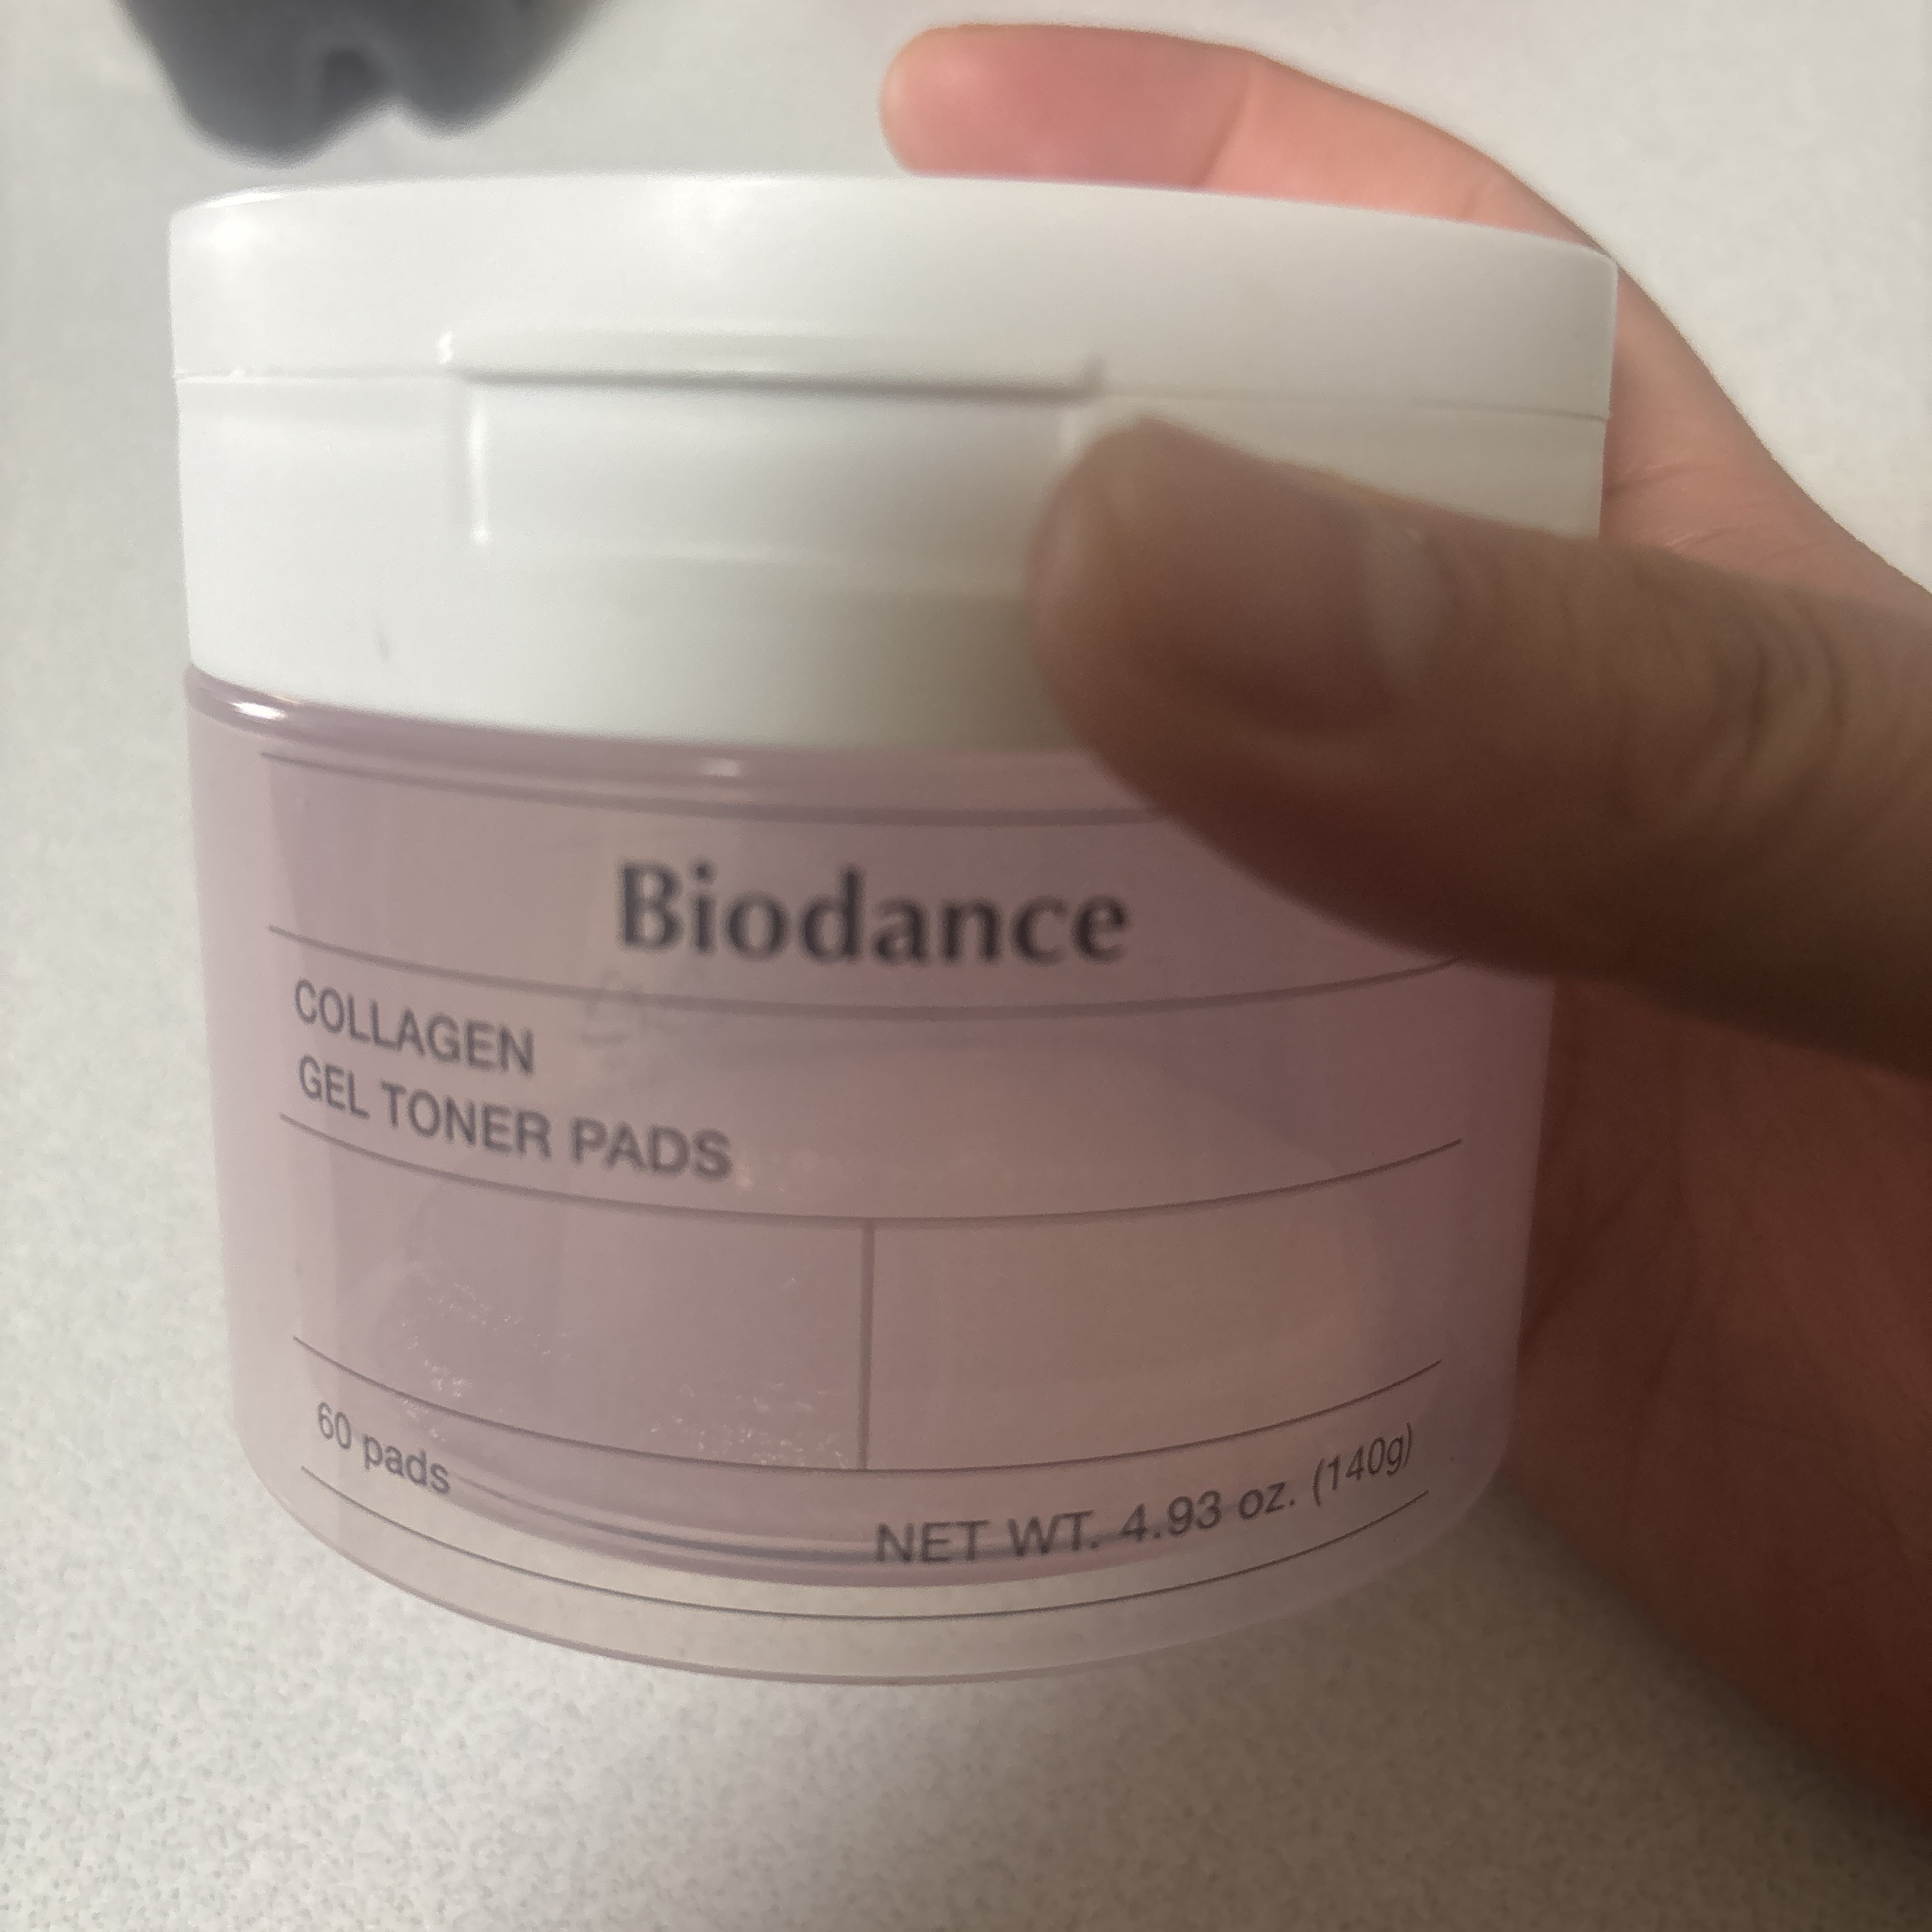 Biodance
COLLAGEN
GEL TONER PADS
60 pads
NET WT. 4.93 oz. (140g)